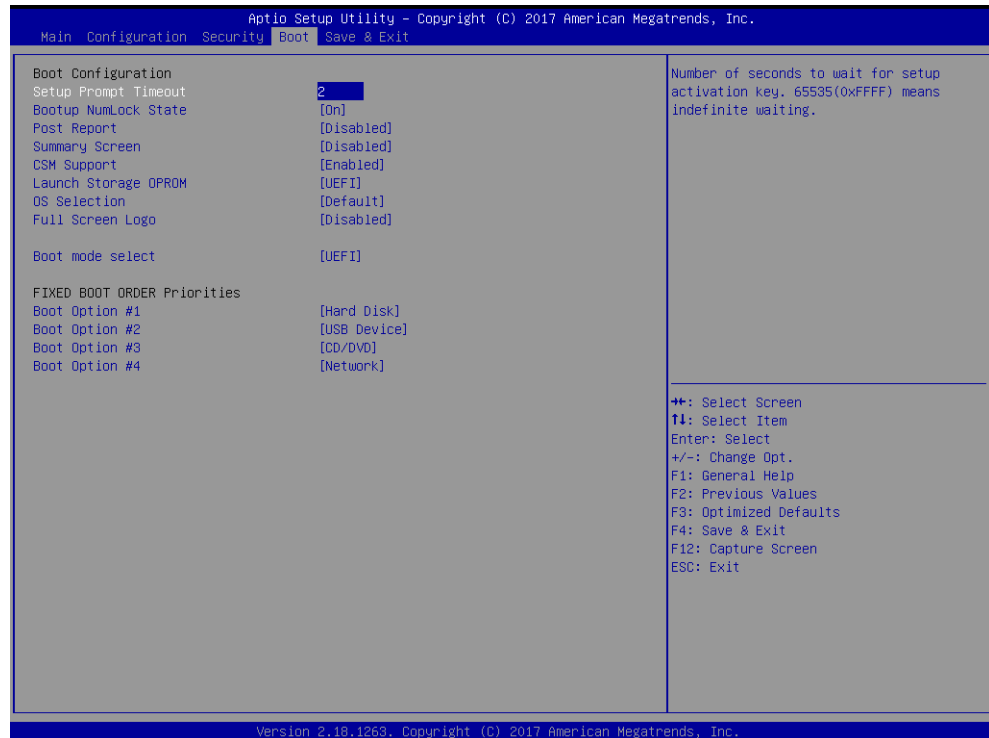 Aptio Setup Utility – Copyright (C) 2017 American Megatrends, Inc.
Main Configuration Security Boot Save & Exit
Boot Configuration
Setup Prompt Timeout 2
Bootup NumLock State [On]
Post Report [Disabled]
Summary Screen [Disabled]
CSM Support [Enabled]
Launch Storage OPROM [UEFI]
OS Selection [Default]
Full Screen Logo [Disabled]
Boot mode select [UEFI]
FIXED BOOT ORDER Priorities
Boot Option #1 [Hard Disk]
Boot Option #2 [USB Device]
Boot Option #3 [CD/DVD]
Boot Option #4 [Network]
Number of seconds to wait for setup
activation key. 65535(0xFFFF) means
indefinite waiting.
→←: Select Screen
↑↓: Select Item
Enter: Select
+/-: Change Opt.
F1: General Help
F2: Previous Values
F3: Optimized Defaults
F4: Save & Exit
F12: Capture Screen
ESC: Exit
Version 2.18.1263. Copyright (C) 2017 American Megatrends, Inc.